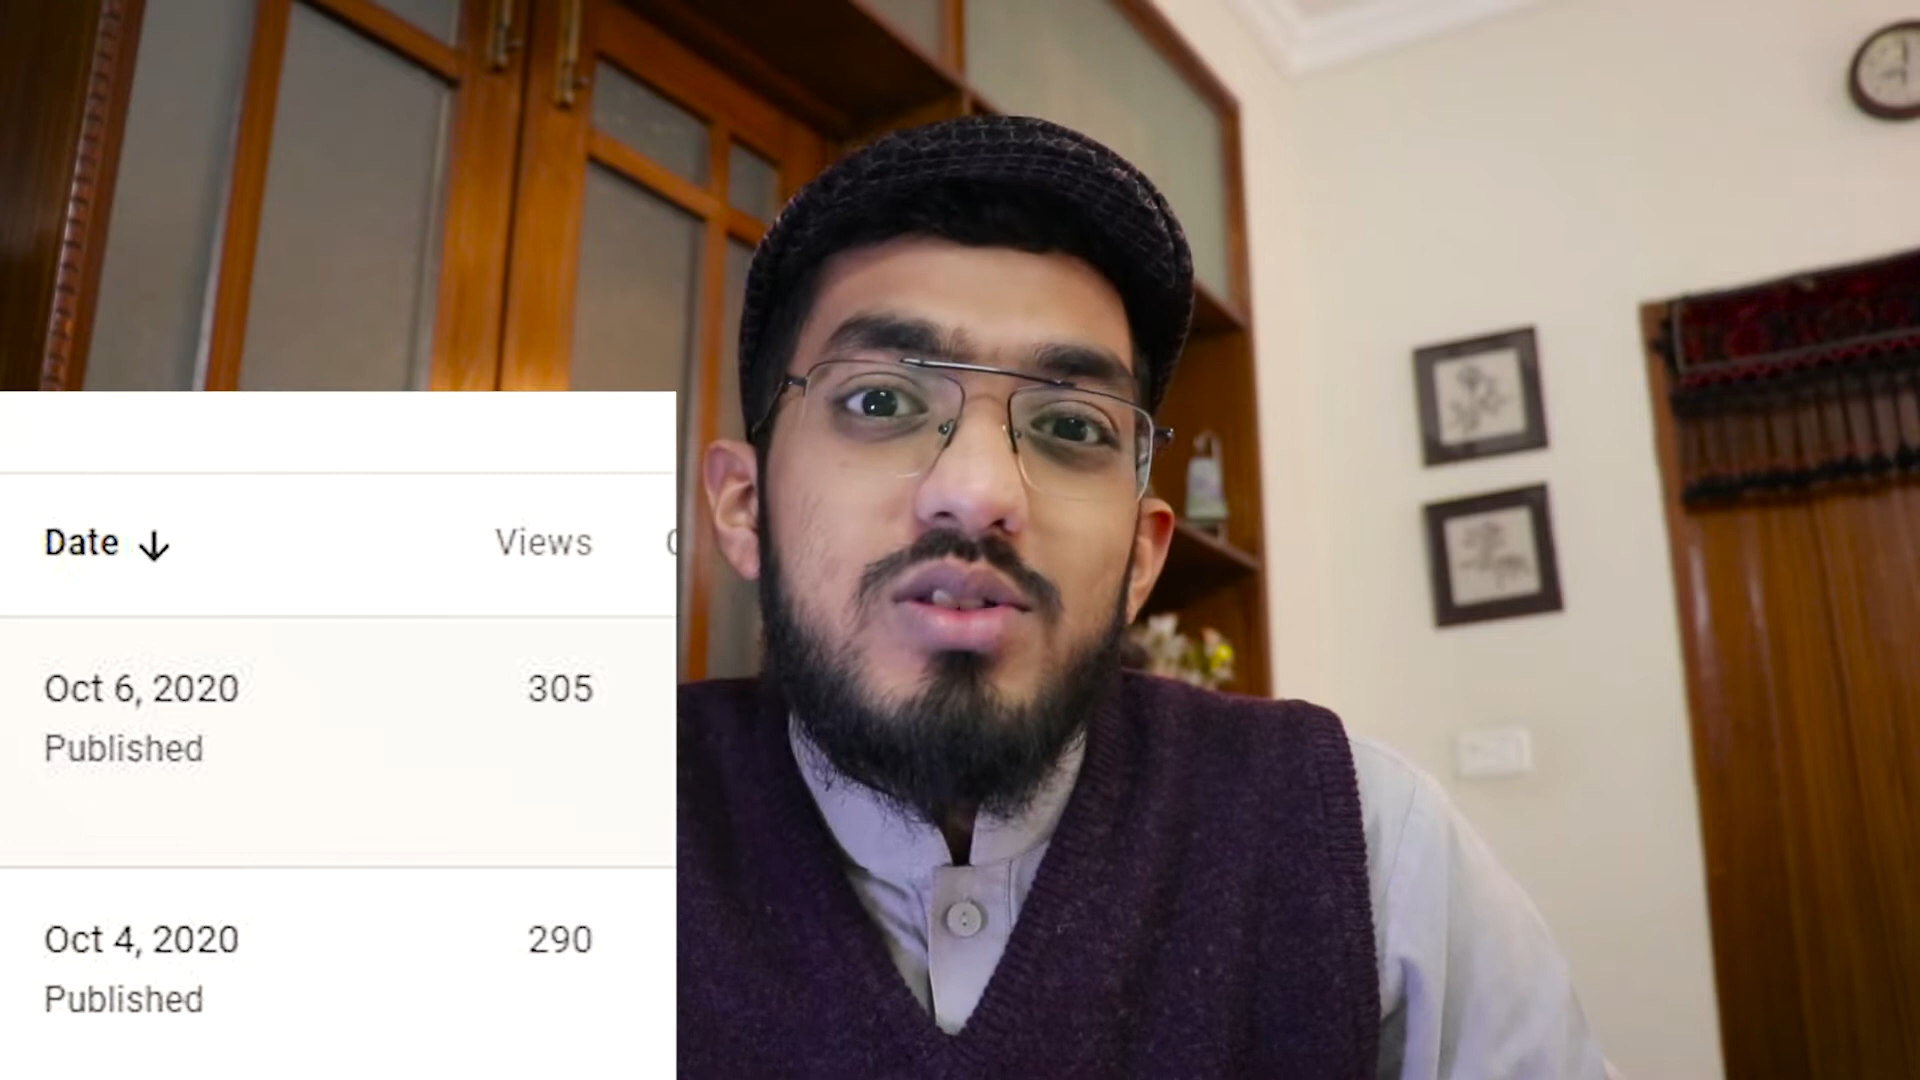 Date ↓ Views
Oct 6, 2020 305
Published
Oct 4, 2020 290
Published